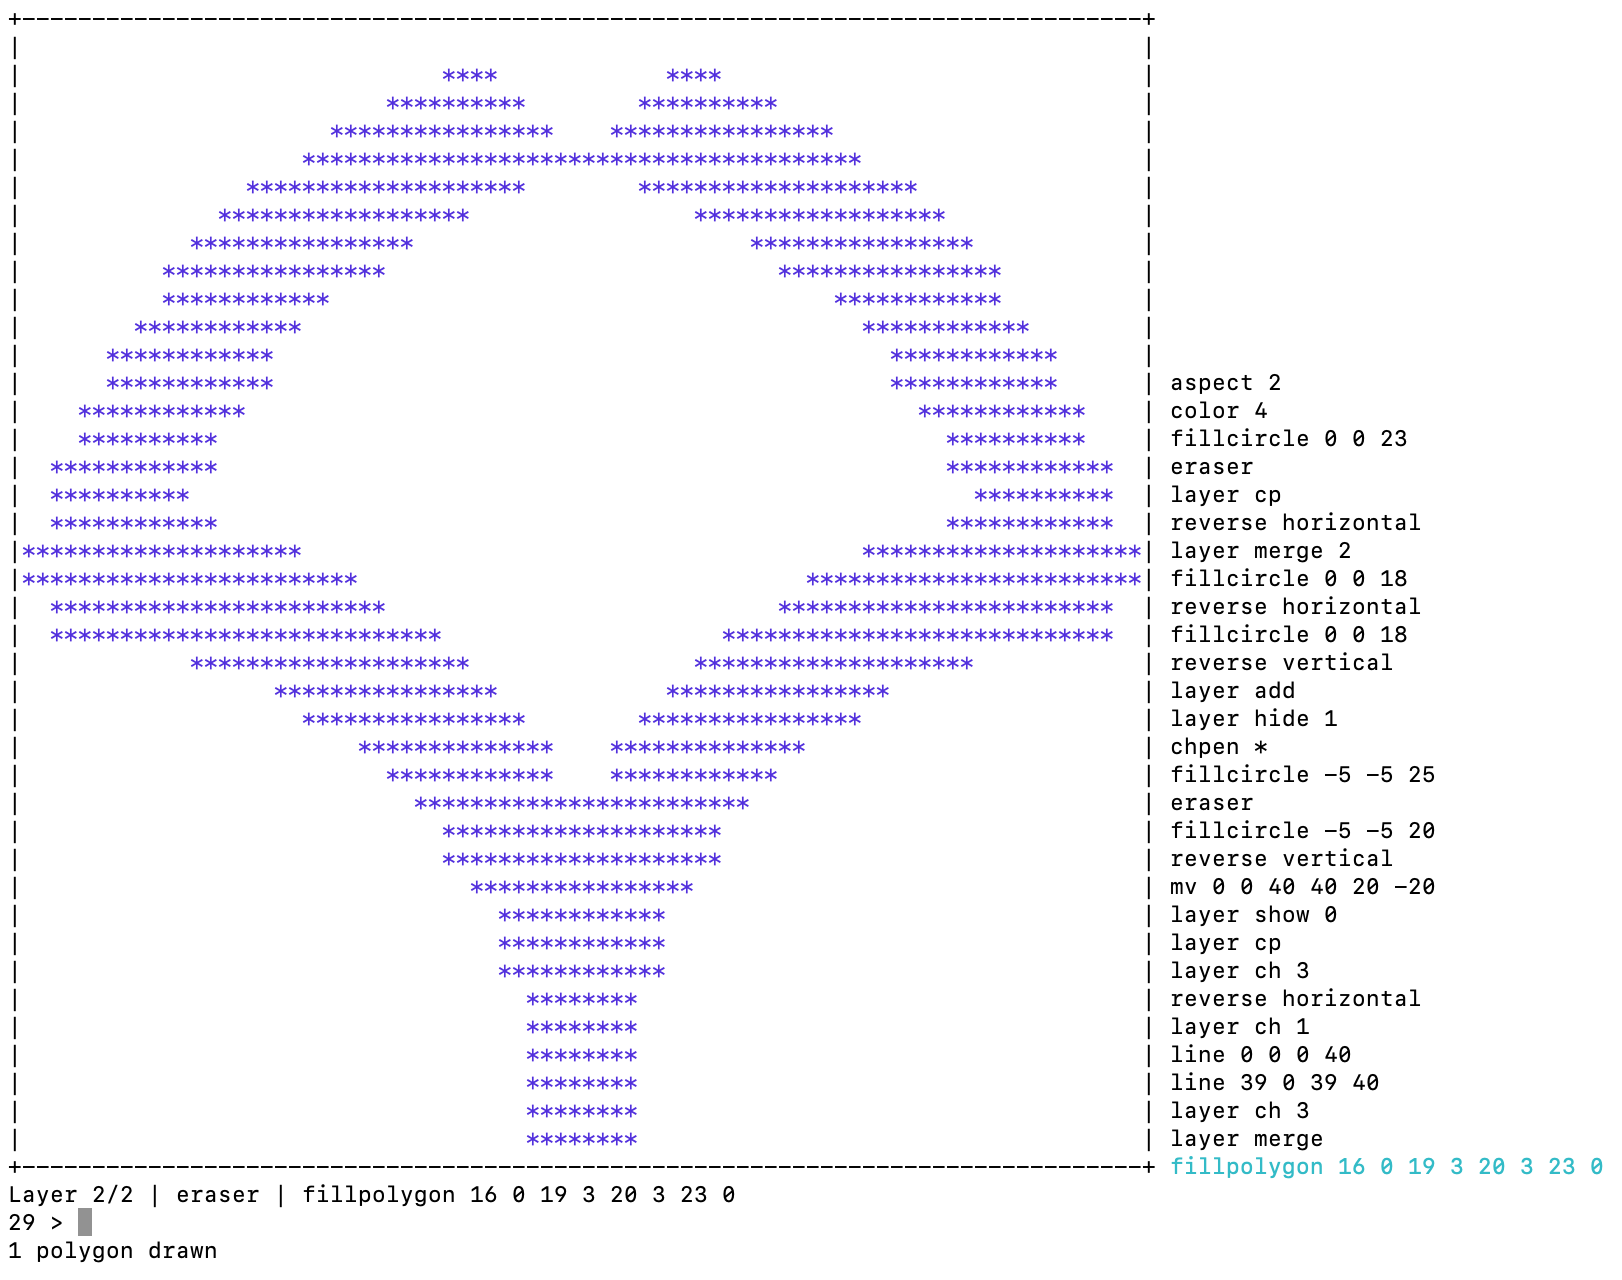 aspect 2
color 4
fillcircle 0 0 23
eraser
layer cp
reverse horizontal
layer merge 2
fillcircle 0 0 18
reverse horizontal
fillcircle 0 0 18
reverse vertical
layer add
layer hide 1
chpen *
fillcircle -5 -5 25
eraser
fillcircle -5 -5 20
reverse vertical
mv 0 0 40 40 20 -20
layer show 0
layer cp
layer ch 3
reverse horizontal
layer ch 1
line 0 0 0 40
line 39 0 39 40
layer ch 3
layer merge
fillpolygon 16 0 19 3 20 3 23 0
Layer 2/2 | eraser | fillpolygon 16 0 19 3 20 3 23 0
29 >
1 polygon drawn